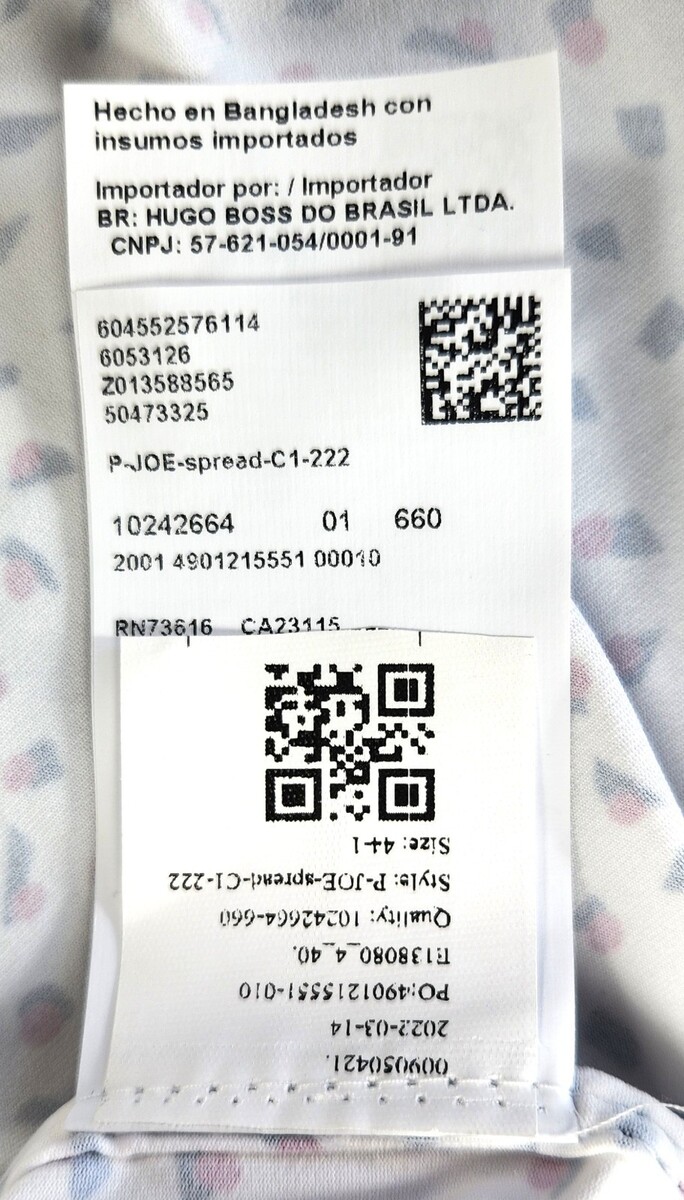 Hecho en Bangladesh con
insumos importados
Importador por: / Importador
BR: HUGO BOSS DO BRASIL LTDA.
CNPJ: 57-621-054/0001-91
604552576114
6053126
Z013588565
50473325
P-JOE-spread-C1-222
10242664 01 660
2001 4901215551 00010
RN73616 CA23115
009050421.
2022-03-14
PO:4901215551-010
F138080_4_40.
Quality: 10242664-660
Style: P-JOE-spread-C1-222
Size: 44-1